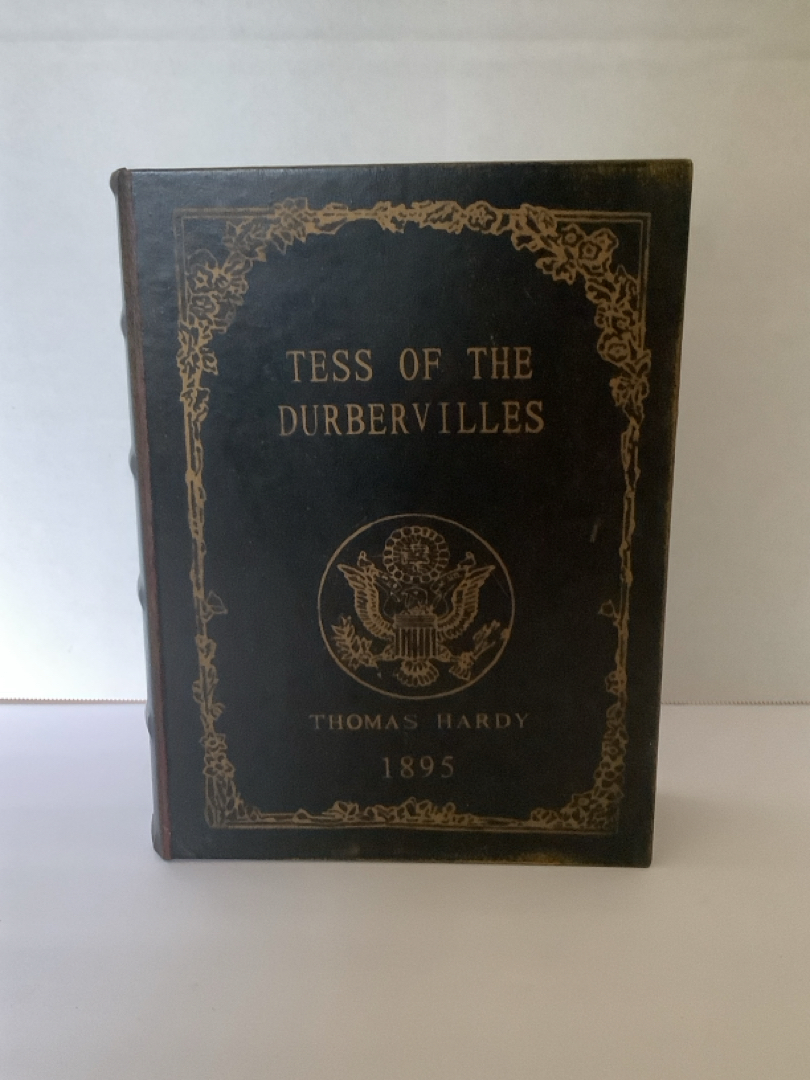 TESS OF THE
DURBERVILLES
THOMAS HARDY
1895